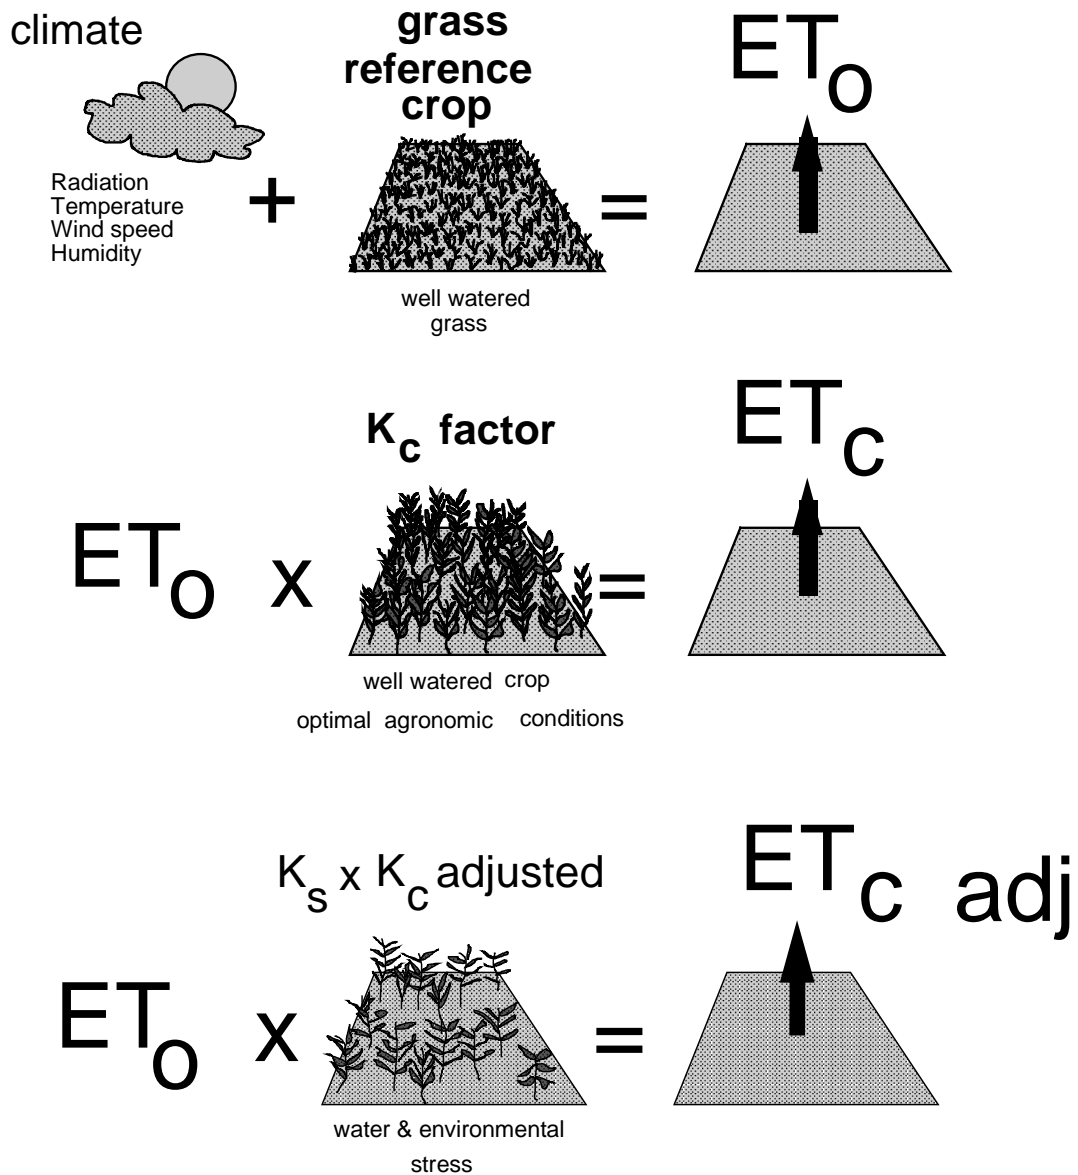 climate
grass
reference
crop
ETo
Radiation
Temperature
Wind speed
Humidity
+
=
well watered
grass
Kc factor
ETc
ETo x =
well watered crop
optimal agronomic conditions
Ks x Kc adjusted
ETc adj
ETo x =
water & environmental
stress